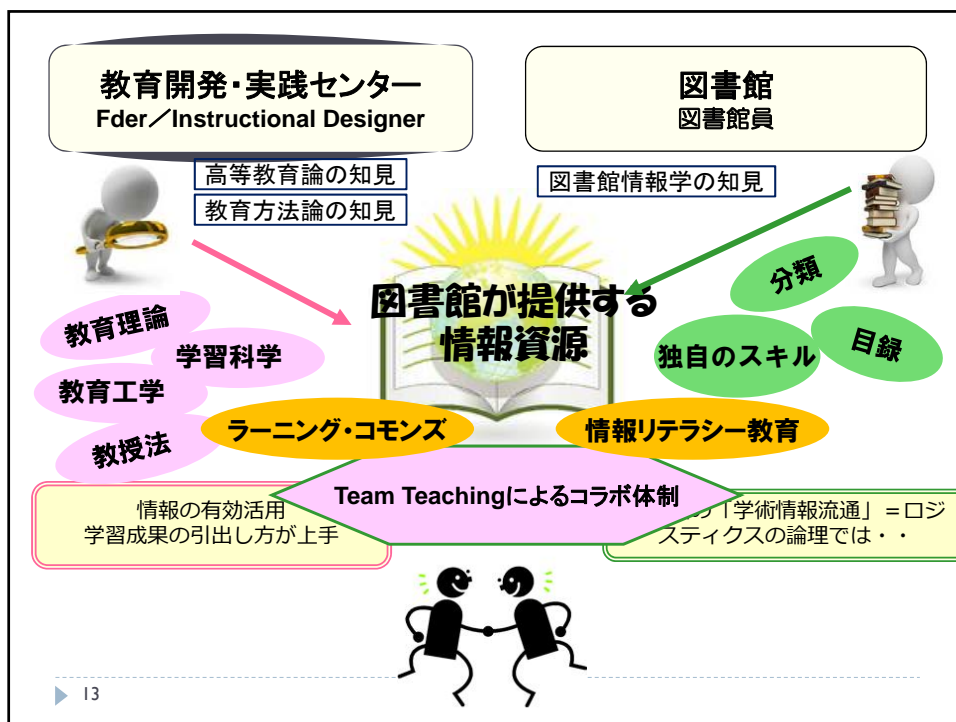 教育開発・実践センター
Fder／Instructional Designer
図書館
図書館員
高等教育論の知見
教育方法論の知見
図書館情報学の知見
図書館が提供する
情報資源
教育理論
学習科学
教育工学
教授法
分類
独自のスキル
目録
ラーニング・コモンズ
情報リテラシー教育
Team Teachingによるコラボ体制
情報の有効活用
学習成果の引出し方が上手
「学術情報流通」＝ロジ
スティクスの論理では・・
13